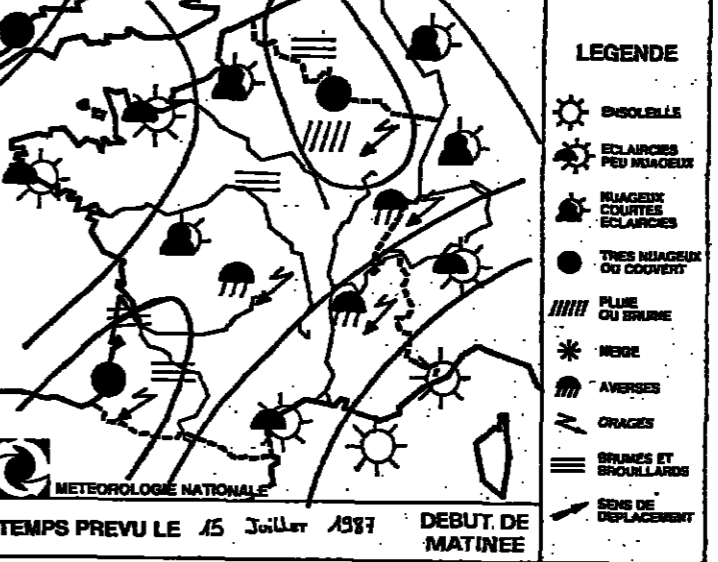 LEGENDE
ENSOLEILLE
ECLAIRCIES
PEU NUAGEUX
NUAGEUX
COURTES
ECLAIRCIES
TRES NUAGEUX
OU COUVERT
PLUIE
OU BRUINE
NEIGE
AVERSES
ORAGES
BRUMES ET
BROUILLARDS
SENS DE
DEPLACEMENT
METEOROLOGIE NATIONALE
TEMPS PREVU LE 15 Juillet 1987
DEBUT DE
MATINEE